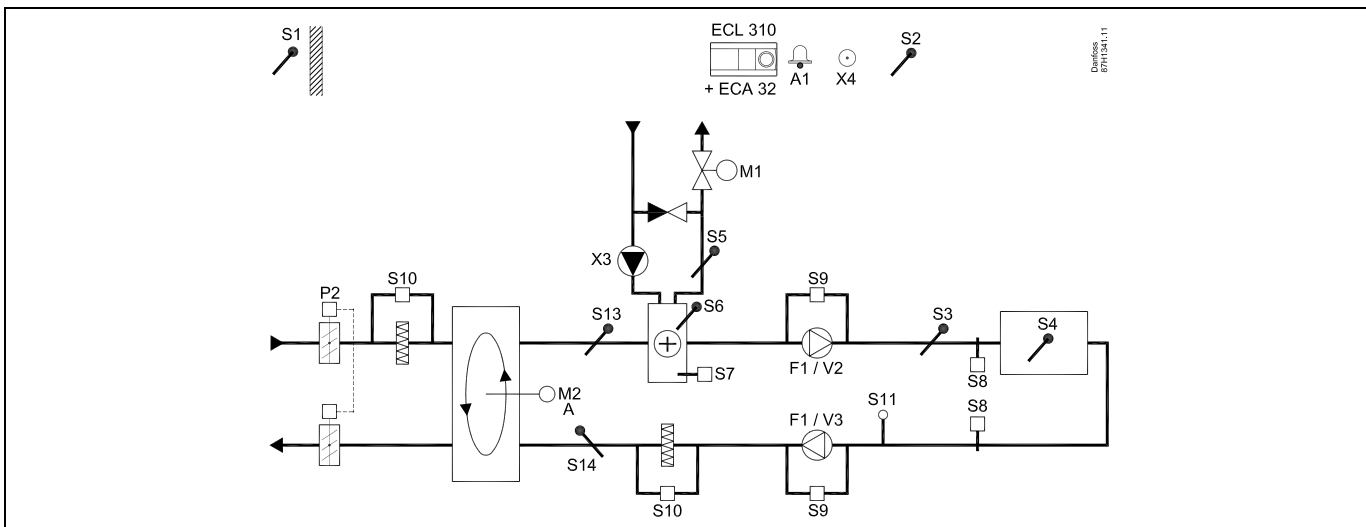 S1
ECL 310
+ ECA 32
A1
X4
S2
Danfoss
87H1341.11
M1
X3
S5
S10
P2
S13
S6
S9
S3
S4
S7
F1 / V2
S8
M2
A
S14
F1 / V3
S11
S8
S10
S9